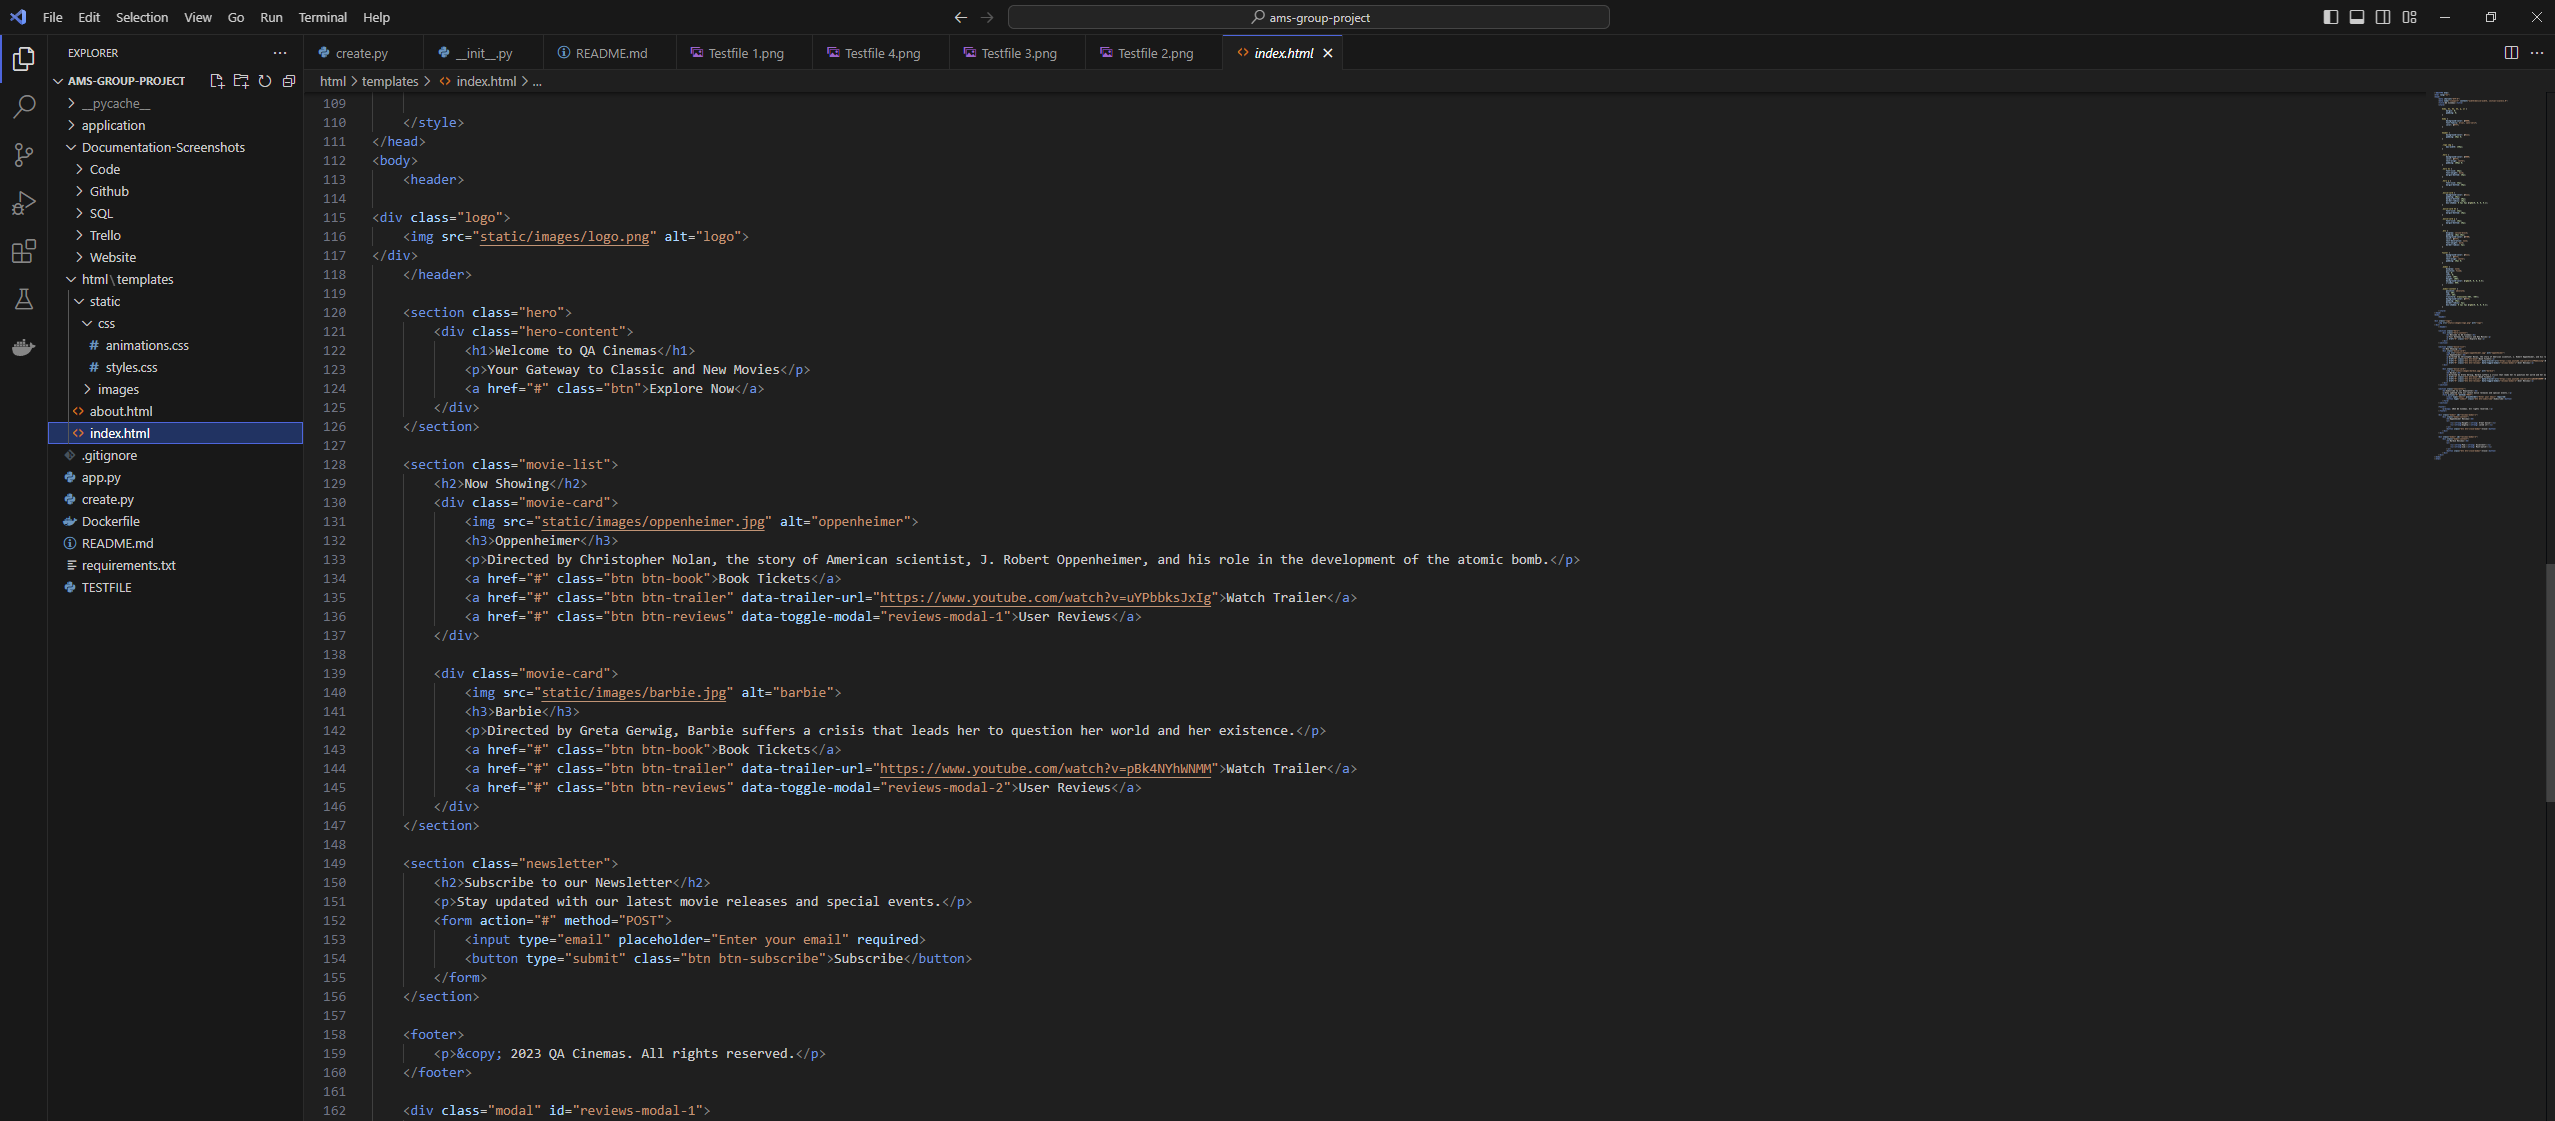 File Edit Selection View Go Run Terminal Help
ams-group-project
EXPLORER
create.py __init__.py README.md Testfile 1.png Testfile 4.png Testfile 3.png Testfile 2.png index.html
AMS-GROUP-PROJECT
html > templates > index.html > ...
__pycache__
application
Documentation-Screenshots
Code
Github
SQL
Trello
Website
html\templates
static
css
animations.css
styles.css
images
about.html
index.html
.gitignore
app.py
create.py
Dockerfile
README.md
requirements.txt
TESTFILE
109
110 </style>
111 </head>
112 <body>
113 <header>
114
115 <div class="logo">
116 <img src="static/images/logo.png" alt="logo">
117 </div>
118 </header>
119
120 <section class="hero">
121 <div class="hero-content">
122 <h1>Welcome to QA Cinemas</h1>
123 <p>Your Gateway to Classic and New Movies</p>
124 <a href="#" class="btn">Explore Now</a>
125 </div>
126 </section>
127
128 <section class="movie-list">
129 <h2>Now Showing</h2>
130 <div class="movie-card">
131 <img src="static/images/oppenheimer.jpg" alt="oppenheimer">
132 <h3>Oppenheimer</h3>
133 <p>Directed by Christopher Nolan, the story of American scientist, J. Robert Oppenheimer, and his role in the development of the atomic bomb.</p>
134 <a href="#" class="btn btn-book">Book Tickets</a>
135 <a href="#" class="btn btn-trailer" data-trailer-url="https://www.youtube.com/watch?v=uYPbbksJxIg">Watch Trailer</a>
136 <a href="#" class="btn btn-reviews" data-toggle-modal="reviews-modal-1">User Reviews</a>
137 </div>
138
139 <div class="movie-card">
140 <img src="static/images/barbie.jpg" alt="barbie">
141 <h3>Barbie</h3>
142 <p>Directed by Greta Gerwig, Barbie suffers a crisis that leads her to question her world and her existence.</p>
143 <a href="#" class="btn btn-book">Book Tickets</a>
144 <a href="#" class="btn btn-trailer" data-trailer-url="https://www.youtube.com/watch?v=pBk4NYhWNMM">Watch Trailer</a>
145 <a href="#" class="btn btn-reviews" data-toggle-modal="reviews-modal-2">User Reviews</a>
146 </div>
147 </section>
148
149 <section class="newsletter">
150 <h2>Subscribe to our Newsletter</h2>
151 <p>Stay updated with our latest movie releases and special events.</p>
152 <form action="#" method="POST">
153 <input type="email" placeholder="Enter your email" required>
154 <button type="submit" class="btn btn-subscribe">Subscribe</button>
155 </form>
156 </section>
157
158 <footer>
159 <p>&copy; 2023 QA Cinemas. All rights reserved.</p>
160 </footer>
161
162 <div class="modal" id="reviews-modal-1">